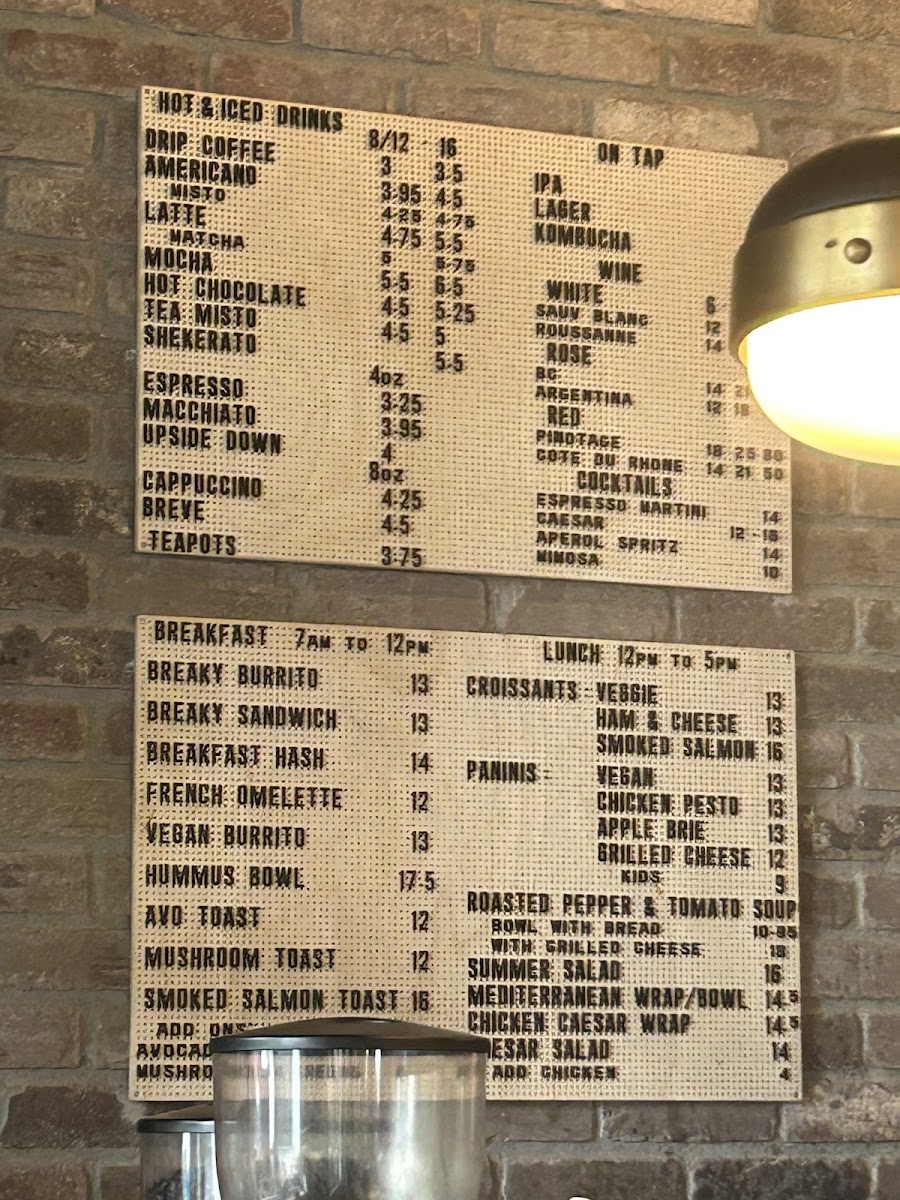 HOT & ICED DRINKS 8/12 - 16
DRIP COFFEE 3 3.5
AMERICANO 3.95 4.5
MISTO 4.25 4.75
LATTE 4.75 5.5
MATCHA 5 5.75
MOCHA 5.5 6.5
HOT CHOCOLATE 4.5 5.25
TEA MISTO 4.5 5
SHEKERATO 5.5
4OZ
ESPRESSO 3.25
MACCHIATO 3.95
UPSIDE DOWN 4
8OZ
CAPPUCCINO 4.25
BREVE 4.5
TEAPOTS 3.75
ON TAP
IPA
LAGER
KOMBUCHA
WINE
WHITE 6
SAUV BLANC 12
ROUSSANNE 14
ROSE
BC 14 21
ARGENTINA 12 18
RED
PINOTAGE 18 25 80
COTE DU RHONE 14 21 50
COCKTAILS
ESPRESSO MARTINI 14
CAESAR 12 - 16
APEROL SPRITZ 14
MIMOSA 10
BREAKFAST 7AM TO 12PM
BREAKY BURRITO 13
BREAKY SANDWICH 13
BREAKFAST HASH 14
FRENCH OMELETTE 12
VEGAN BURRITO 13
HUMMUS BOWL 17.5
AVO TOAST 12
MUSHROOM TOAST 12
SMOKED SALMON TOAST 16
ADD ONS
LUNCH 12PM TO 5PM
CROISSANTS - VEGGIE 13
HAM & CHEESE 13
SMOKED SALMON 16
PANINIS - VEGAN 13
CHICKEN PESTO 13
APPLE BRIE 13
GRILLED CHEESE 12
KIDS 9
ROASTED PEPPER & TOMATO SOUP
BOWL WITH BREAD 10.95
WITH GRILLED CHEESE 18
SUMMER SALAD 16
MEDITERRANEAN WRAP/BOWL 14.5
CHICKEN CAESAR WRAP 14.5
ESAR SALAD 14
ADD CHICKEN 4